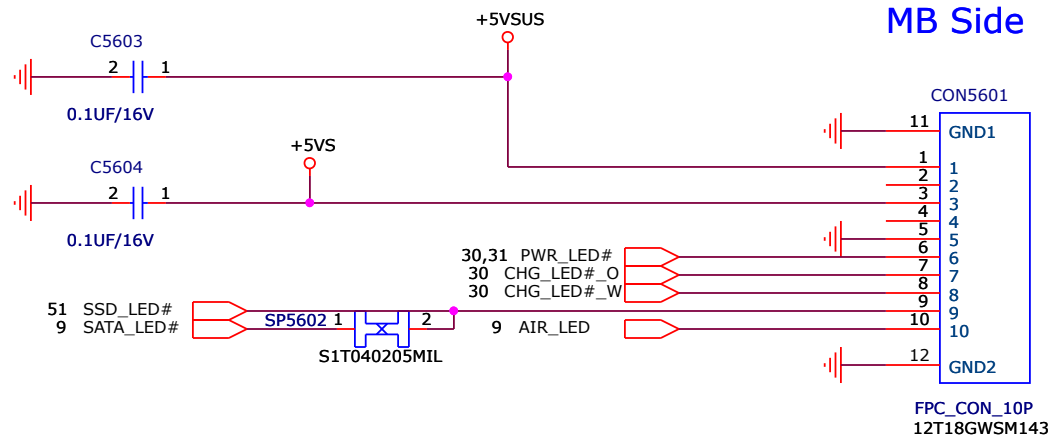 MB Side
+5VSUS
C5603
2 1
0.1UF/16V
+5VS
C5604
2 1
0.1UF/16V
CON5601
11 GND1
1 1
2 2
3 3
4 4
5 5
6 6
7 7
8 8
9 9
10 10
12 GND2
30,31 PWR_LED#
30 CHG_LED#_O
30 CHG_LED#_W
51 SSD_LED#
9 SATA_LED#
SP5602 1 2
S1T040205MIL
9 AIR_LED
FPC_CON_10P
12T18GWSM143